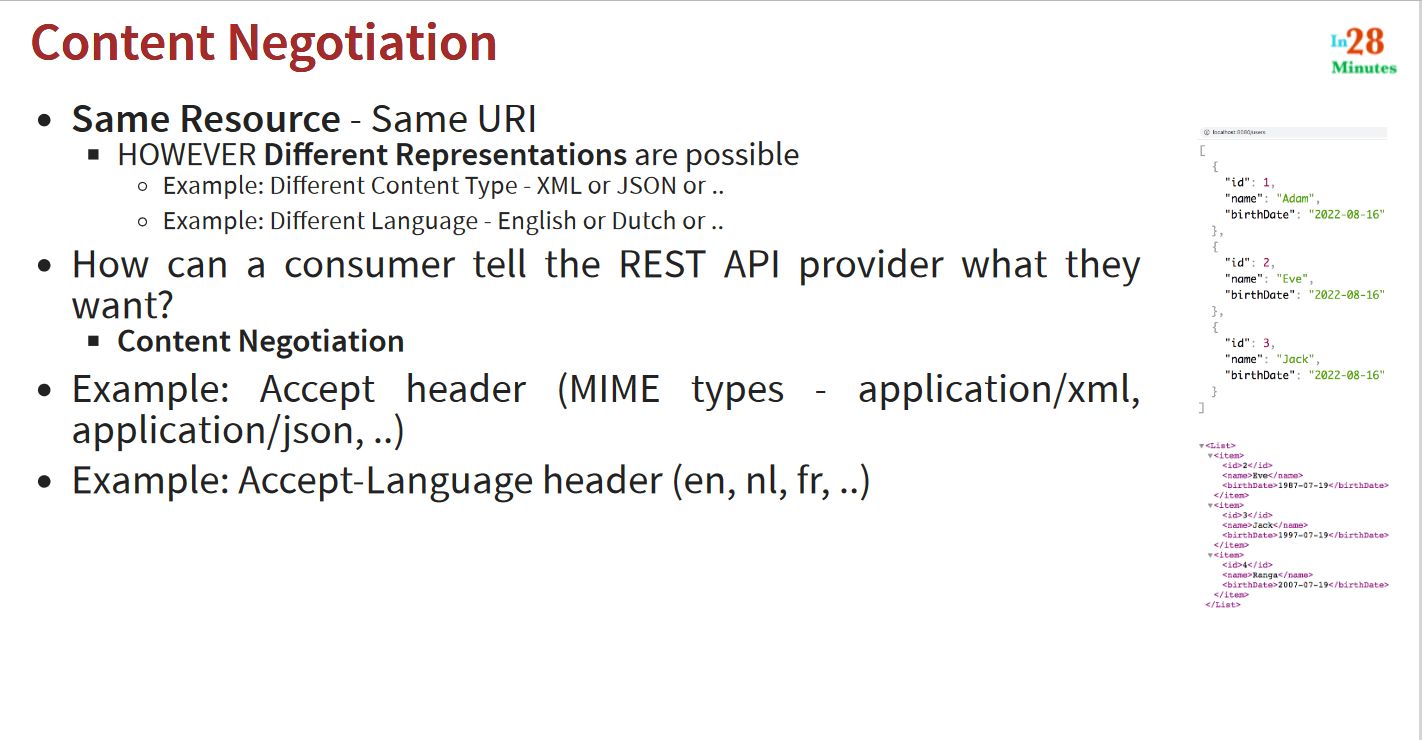 Content Negotiation
In28
Minutes
Same Resource - Same URI
HOWEVER Different Representations are possible
Example: Different Content Type - XML or JSON or ..
Example: Different Language - English or Dutch or ..
How can a consumer tell the REST API provider what they
want?
Content Negotiation
Example: Accept header (MIME types - application/xml,
application/json, ..)
Example: Accept-Language header (en, nl, fr, ..)
localhost:8080/users
[
{
"id": 1,
"name": "Adam",
"birthDate": "2022-08-16"
},
{
"id": 2,
"name": "Eve",
"birthDate": "2022-08-16"
},
{
"id": 3,
"name": "Jack",
"birthDate": "2022-08-16"
}
]
<List>
<item>
<id>2</id>
<name>Eve</name>
<birthDate>1987-07-19</birthDate>
</item>
<item>
<id>3</id>
<name>Jack</name>
<birthDate>1997-07-19</birthDate>
</item>
<item>
<id>4</id>
<name>Ranga</name>
<birthDate>2007-07-19</birthDate>
</item>
</List>